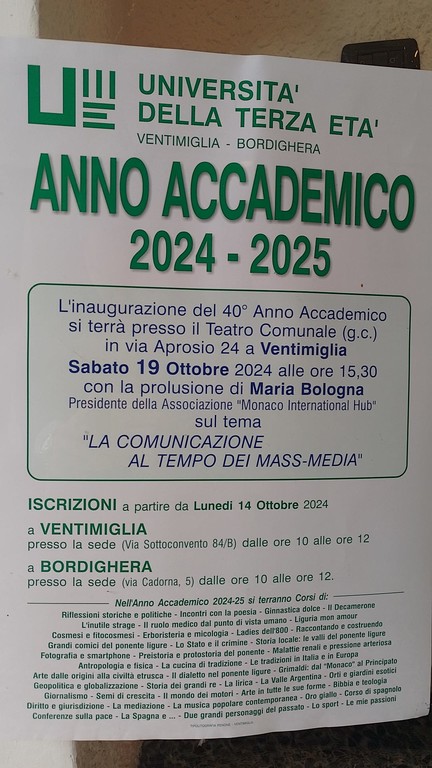 UNIVERSITA'
DELLA TERZA ETA'
VENTIMIGLIA - BORDIGHERA
ANNO ACCADEMICO
2024 - 2025
L'inaugurazione del 40° Anno Accademico
si terrà presso il Teatro Comunale (g.c.)
in via Aprosio 24 a Ventimiglia
Sabato 19 Ottobre 2024 alle ore 15,30
con la prolusione di Maria Bologna
Presidente della Associazione "Monaco International Hub"
sul tema
"LA COMUNICAZIONE
AL TEMPO DEI MASS-MEDIA"
ISCRIZIONI a partire da Lunedì 14 Ottobre 2024
a VENTIMIGLIA
presso la sede (Via Sottoconvento 84/B) dalle ore 10 alle ore 12
a BORDIGHERA
presso la sede (via Cadorna, 5) dalle ore 10 alle ore 12.
Nell'Anno Accademico 2024-25 si terranno Corsi di:
Riflessioni storiche e politiche - Incontri con la poesia - Ginnastica dolce - Il Decamerone
L'inutile strage - Il ruolo medico dal punto di vista umano - Liguria mon amour
Cosmesi e fitocosmesi - Erboristeria e micologia - Ladies dell'800 - Raccontando e costruendo
Grandi comici del ponente ligure - Lo Stato e il crimine - Storia locale: le valli del ponente ligure
Fotografia e smartphone - Preistoria e protostoria del ponente - Malattie renali e pressione arteriosa
Antropologia e fisica - La cucina di tradizione - Le tradizioni in Italia e in Europa
Arte dalle origini alla civiltà etrusca - Il dialetto nel ponente ligure - Grimaldi: dal "Monaco" al Principato
Geopolitica e globalizzazione - Storia dei grandi re - La lirica - La Valle Argentina - Orti e giardini esotici
Giornalismo - Semi di crescita - Il mondo dei motori - Arte in tutte le sue forme - Bibbia e teologia
Diritto e giurisdizione - La mediazione - La musica popolare contemporanea - Oro giallo - Corso di spagnolo
Conferenze sulla pace - La Spagna e ... - Due grandi personaggi del passato - Lo sport - Le mie passioni